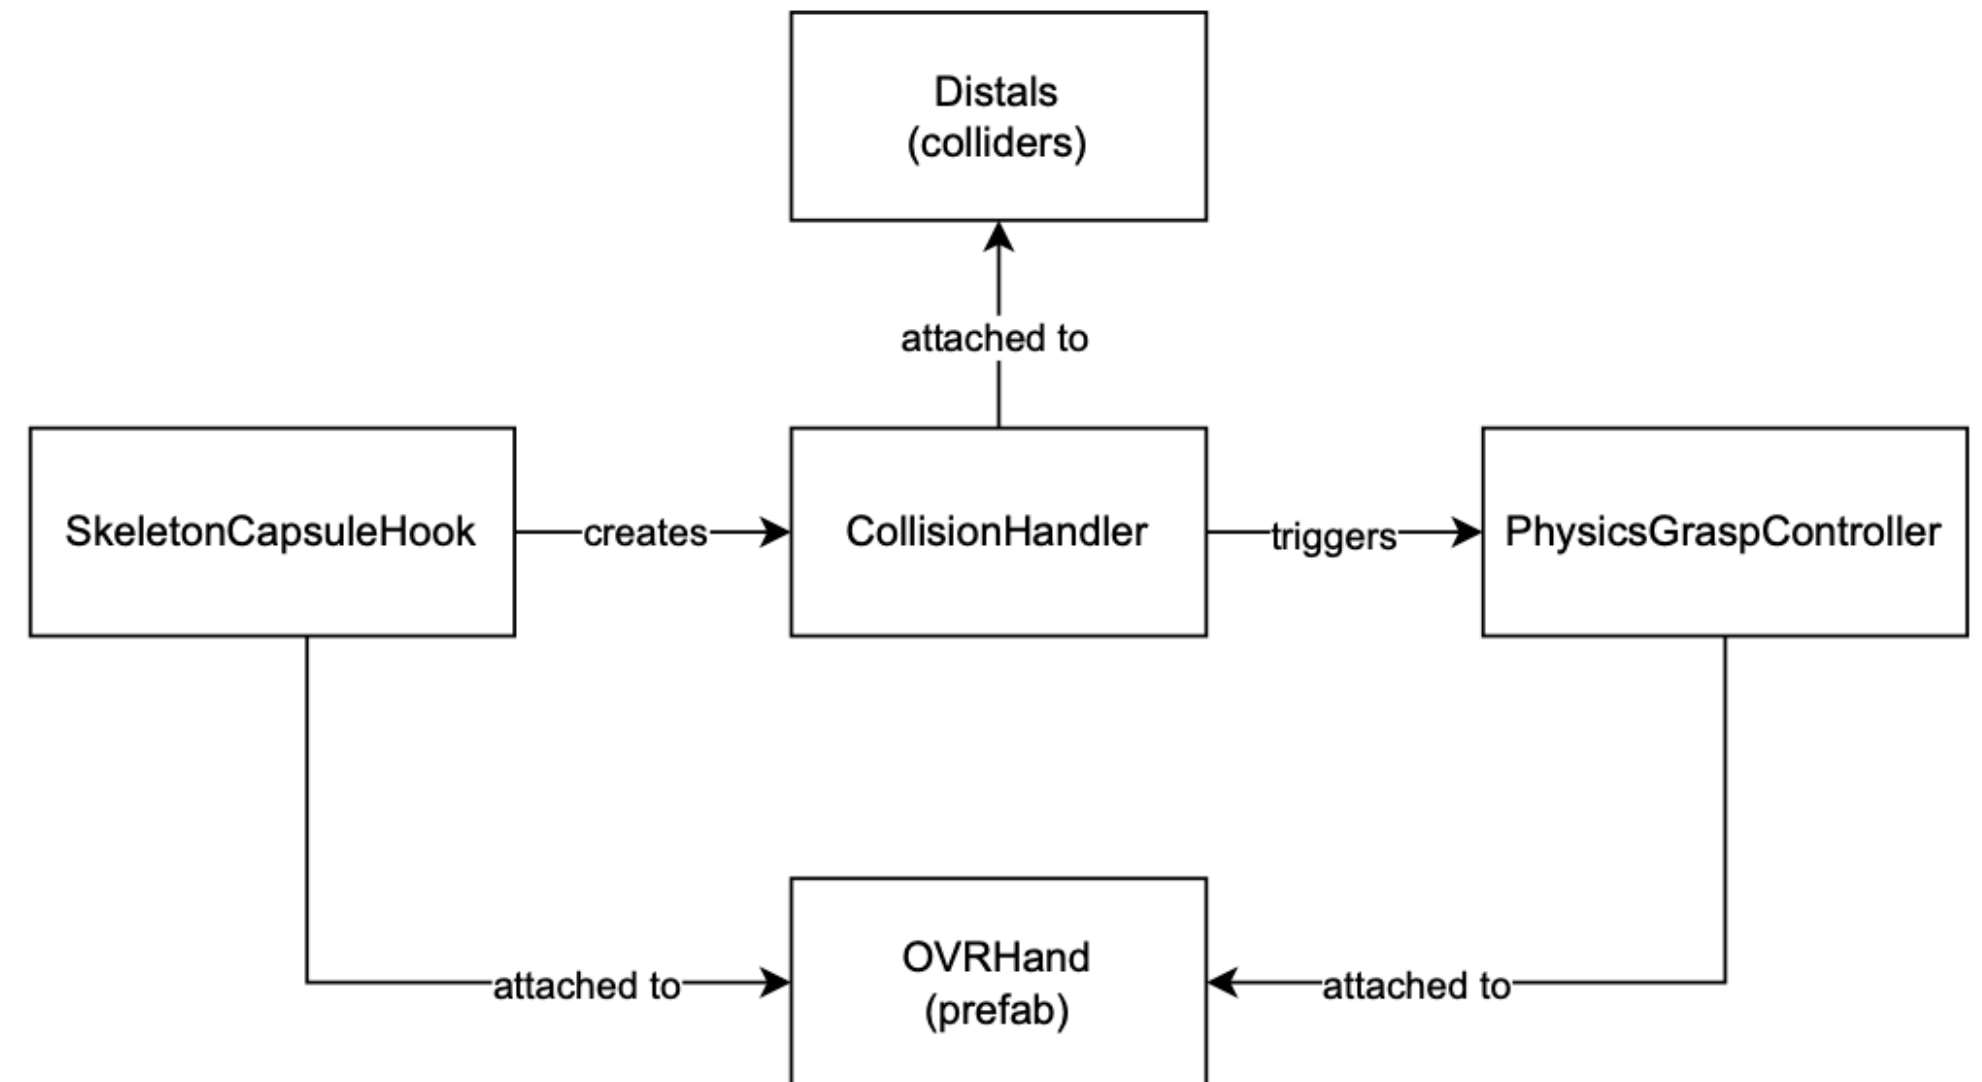 Distals
(colliders)
attached to
SkeletonCapsuleHook
creates
CollisionHandler
triggers
PhysicsGraspController
attached to
OVRHand
(prefab)
attached to